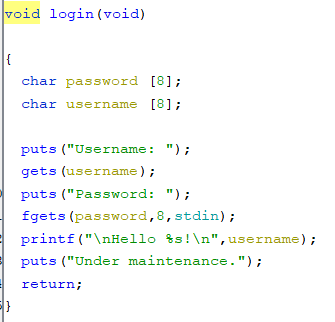 void login(void)
{
char password [8];
char username [8];
puts("Username: ");
gets(username);
puts("Password: ");
fgets(password,8,stdin);
printf("\nHello %s!\n",username);
puts("Under maintenance.");
return;
}